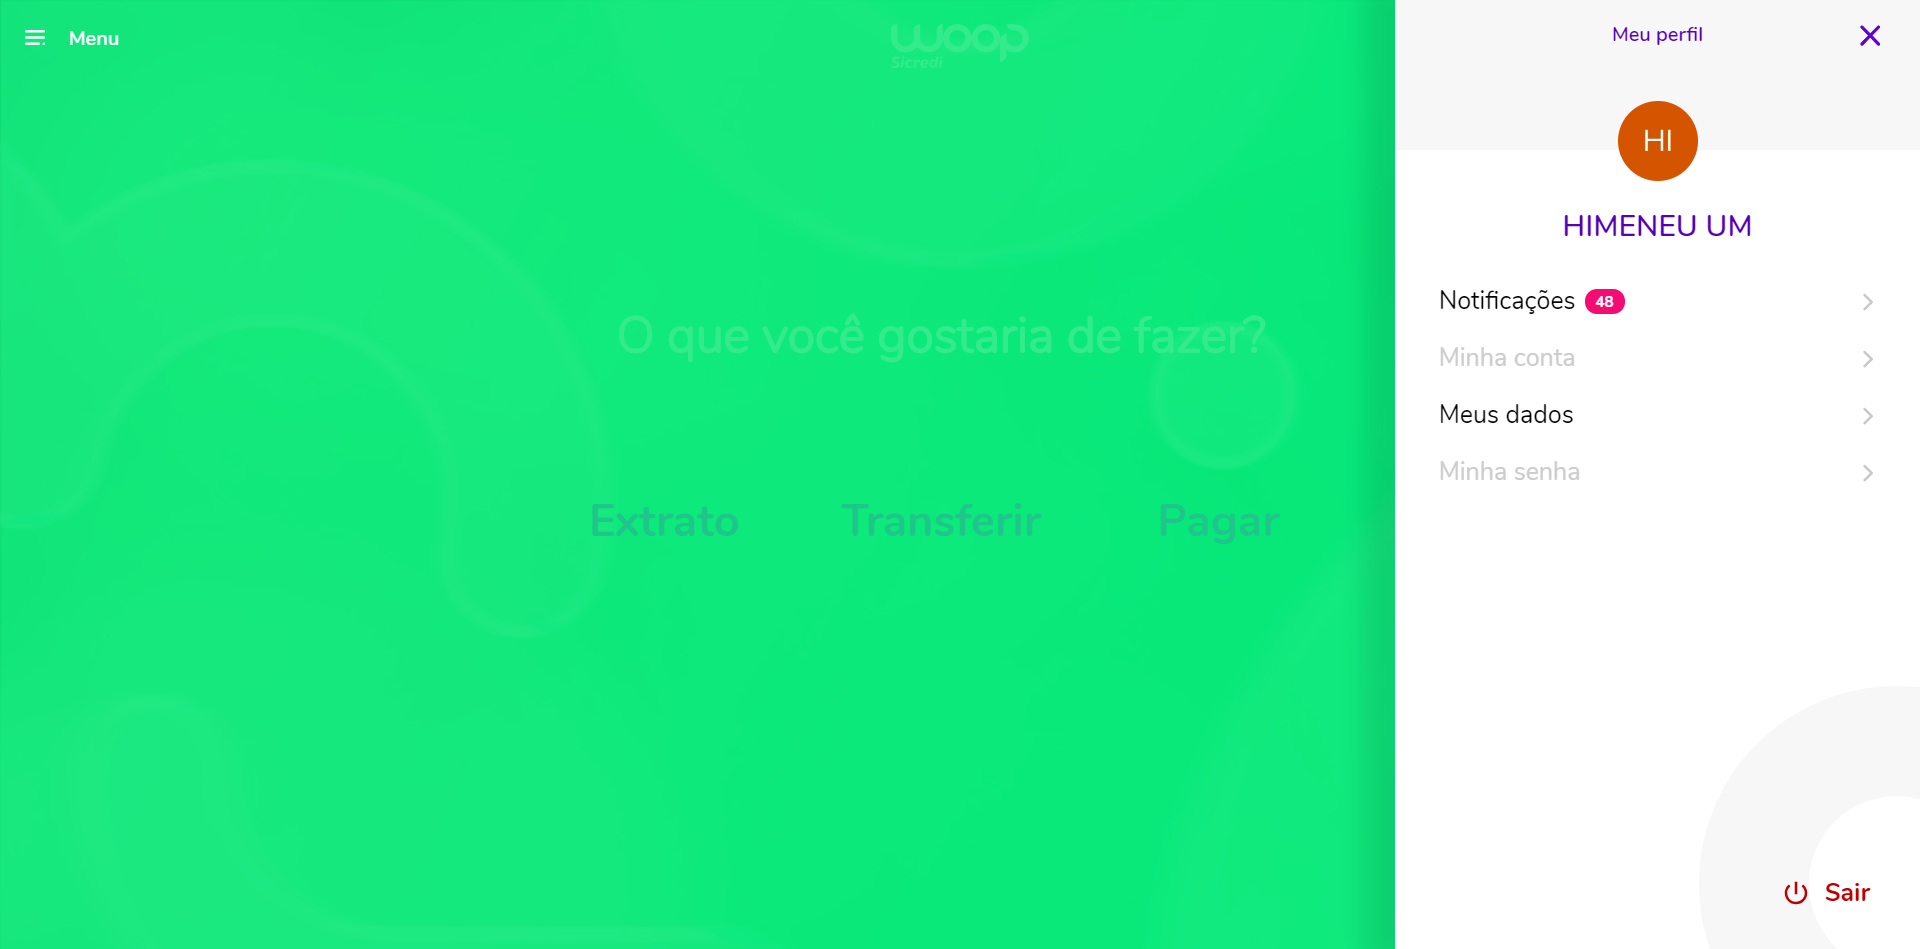 Menu
woop
Sicredi
O que você gostaria de fazer?
Extrato
Transferir
Pagar
Meu perfil
HI
HIMENEU UM
Notificações 48
Minha conta
Meus dados
Minha senha
Sair